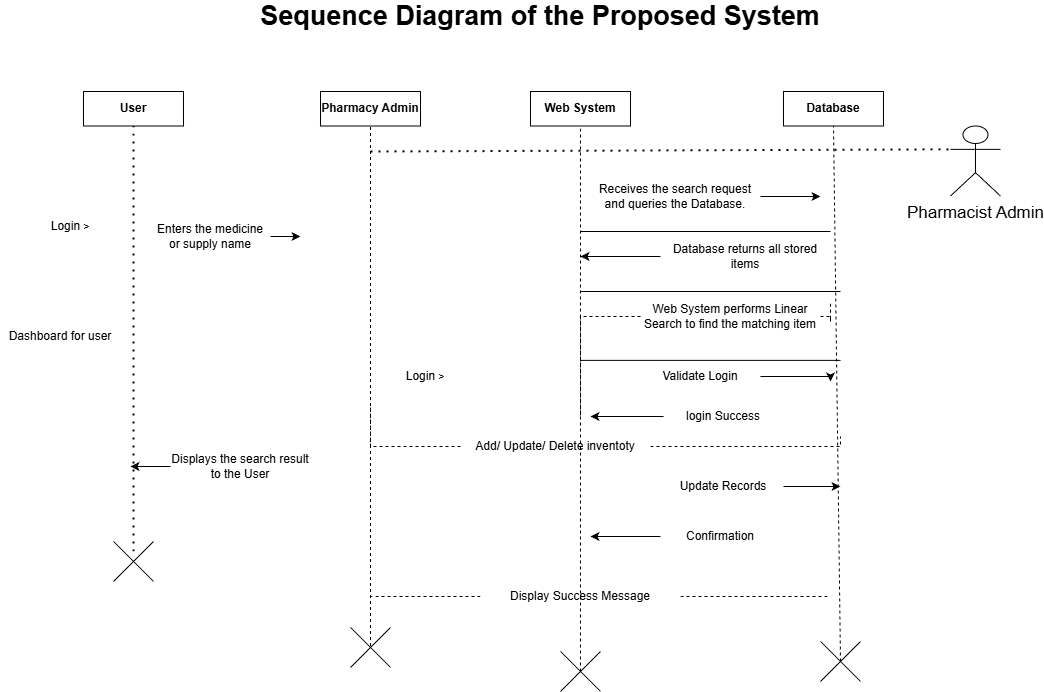 Sequence Diagram of the Proposed System
User
Pharmacy Admin
Web System
Database
Pharmacist Admin
Receives the search request
and queries the Database.
Login >
Enters the medicine
or supply name
Database returns all stored
items
Web System performs Linear
Search to find the matching item
Dashboard for user
Login >
Validate Login
login Success
Add/ Update/ Delete inventoty
Displays the search result
to the User
Update Records
Confirmation
Display Success Message